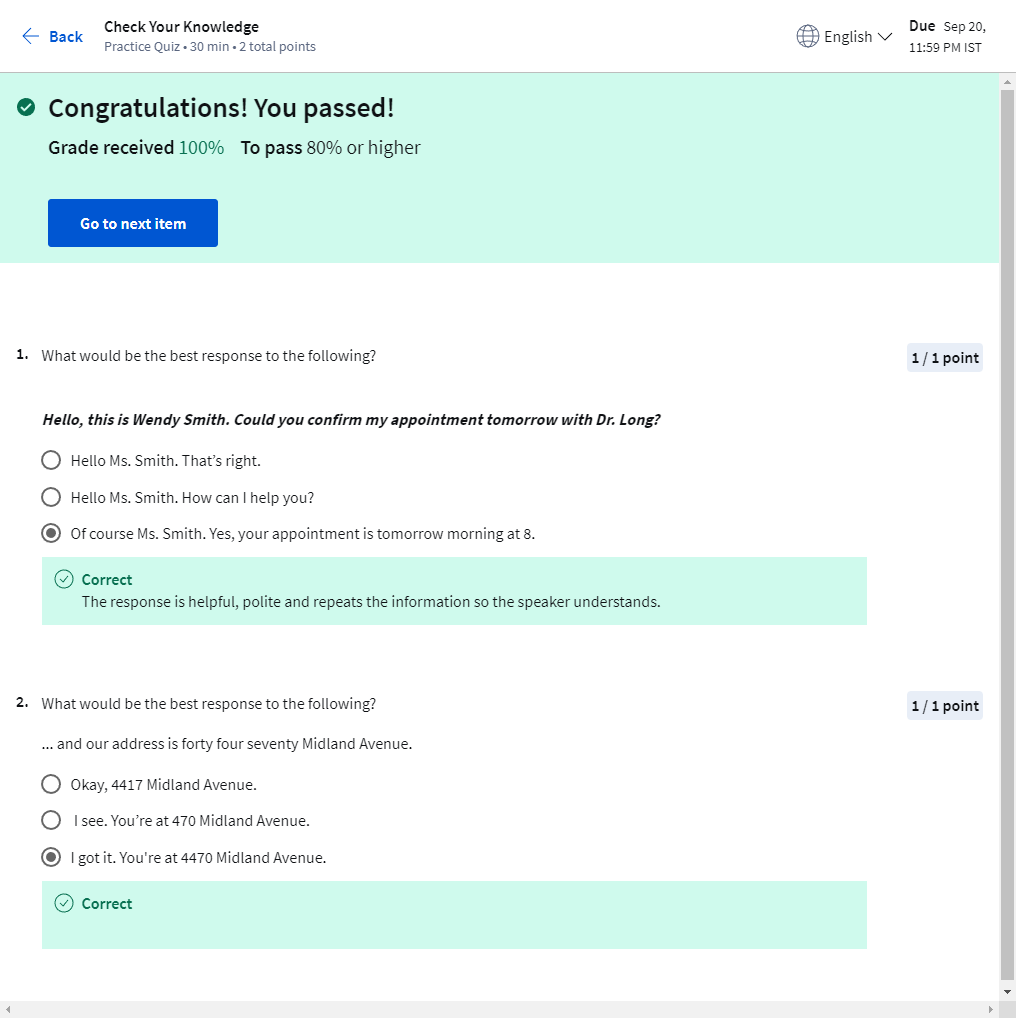 Back
Check Your Knowledge
Practice Quiz • 30 min • 2 total points
English
Due Sep 20,
11:59 PM IST
Congratulations! You passed!
Grade received 100% To pass 80% or higher
Go to next item
1. What would be the best response to the following?
1 / 1 point
Hello, this is Wendy Smith. Could you confirm my appointment tomorrow with Dr. Long?
Hello Ms. Smith. That’s right.
Hello Ms. Smith. How can I help you?
Of course Ms. Smith. Yes, your appointment is tomorrow morning at 8.
Correct
The response is helpful, polite and repeats the information so the speaker understands.
2. What would be the best response to the following?
1 / 1 point
... and our address is forty four seventy Midland Avenue.
Okay, 4417 Midland Avenue.
I see. You’re at 470 Midland Avenue.
I got it. You're at 4470 Midland Avenue.
Correct